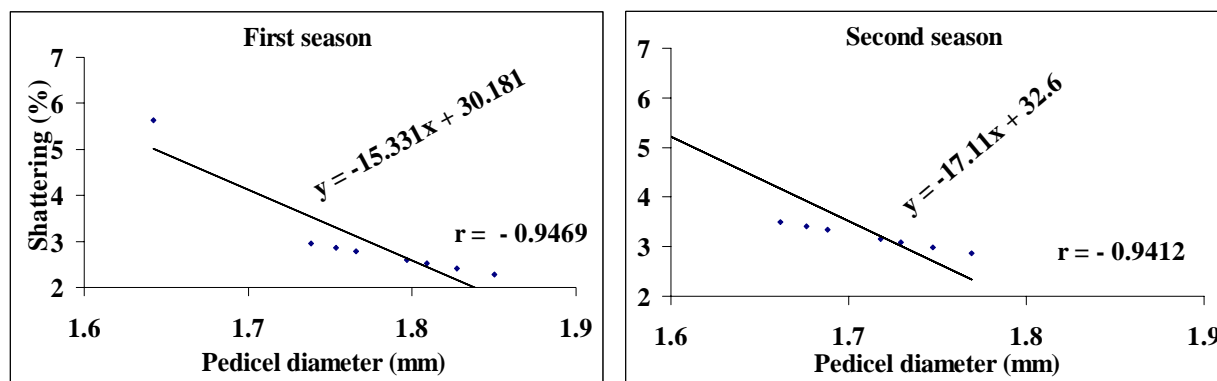 First season
7
6
5
4
3
2
Shattering (%)
y = -15.331x + 30.181
r = - 0.9469
1.6 1.7 1.8 1.9
Pedicel diameter (mm)
Second season
7
6
5
4
3
2
y = -17.11x + 32.6
r = - 0.9412
1.6 1.7 1.8 1.9
Pedicel diameter (mm)